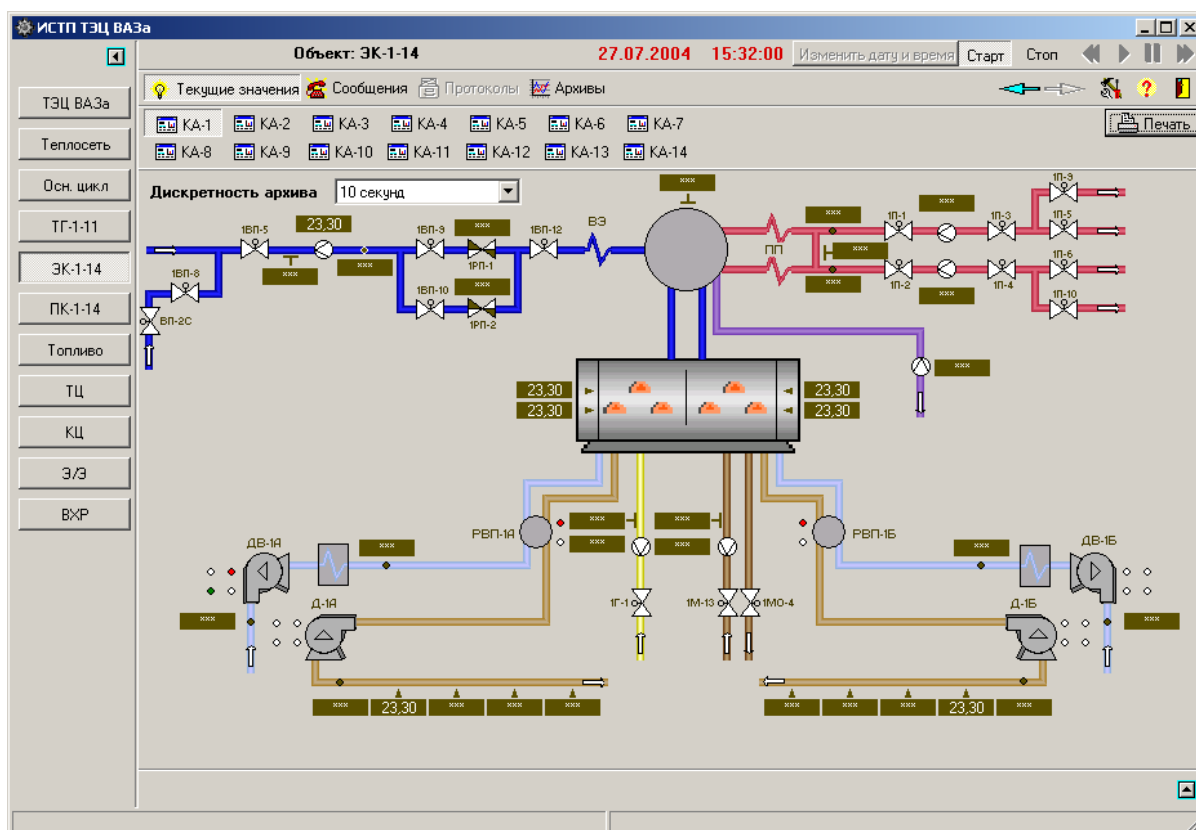 ИСТП ТЭЦ ВАЗа
Объект: ЭК-1-14 27.07.2004 15:32:00 Изменить дату и время Старт Стоп
Текущие значения Сообщения Протоколы Архивы
КА-1 КА-2 КА-3 КА-4 КА-5 КА-6 КА-7 Печать
КА-8 КА-9 КА-10 КА-11 КА-12 КА-13 КА-14
ТЭЦ ВАЗа
Теплосеть
Осн. цикл
ТГ-1-11
ЭК-1-14
ПК-1-14
Топливо
ТЦ
КЦ
Э/Э
ВХР
Дискретность архива 10 секунд
*** 1П-9
1ВП-5 23,30 1ВП-9 *** 1ВП-12 ВЭ *** 1П-1 *** 1П-3 1П-5
*** *** 1РП-1 ПП ***
1ВП-8 1ВП-10 *** *** 1П-2 *** 1П-4 1П-6
1РП-2 1П-10
ВП-2С
***
23,30 23,30
23,30 23,30
РВП-1А *** *** РВП-1Б
*** ***
ДВ-1А *** *** ДВ-1Б
Д-1А 1Г-1 1М-13 1МО-4 Д-1Б
*** ***
*** 23,30 *** *** *** *** *** *** 23,30 ***